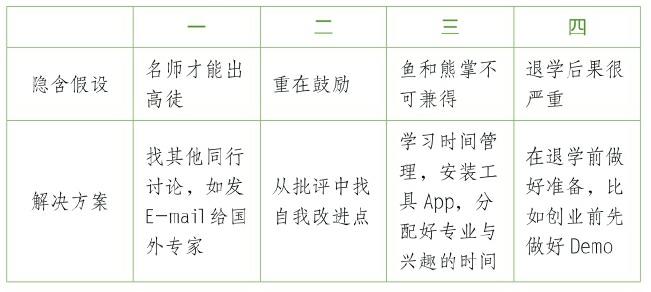 一 二 三 四
隐含假设
名师才能出
高徒
重在鼓励
鱼和熊掌不
可兼得
退学后果很
严重
解决方案
找其他同行
讨论，如发
E-mail给国
外专家
从批评中找
自我改进点
学习时间管
理，安装工
具App，分
配好专业与
兴趣的时间
在退学前做
好准备，比
如创业前先
做好Demo